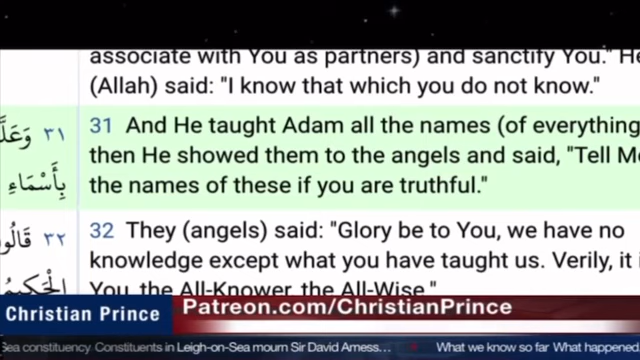 associate with You as partners) and sanctify You." He
(Allah) said: "I know that which you do not know."
٣١ 31 And He taught Adam all the names (of everything
then He showed them to the angels and said, "Tell Me
بِأَسْمَاءِ the names of these if you are truthful."
٣٢ 32 They (angels) said: "Glory be to You, we have no
knowledge except what you have taught us. Verily, it i
You, the All-Knower, the All-Wise."
Christian Prince Patreon.com/ChristianPrince
Sea constituency Constituents in Leigh-on-Sea mourn Sir David Amess... What we know so far What happened